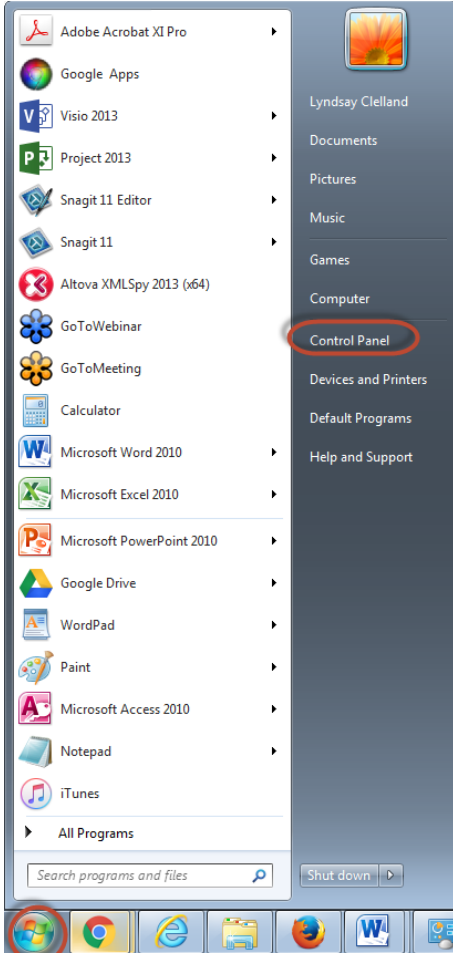 Adobe Acrobat XI Pro
Google Apps
Visio 2013
Project 2013
Snagit 11 Editor
Snagit 11
Altova XMLSpy 2013 (x64)
GoToWebinar
GoToMeeting
Calculator
Microsoft Word 2010
Microsoft Excel 2010
Microsoft PowerPoint 2010
Google Drive
WordPad
Paint
Microsoft Access 2010
Notepad
iTunes
All Programs
Search programs and files
Lyndsay Clelland
Documents
Pictures
Music
Games
Computer
Control Panel
Devices and Printers
Default Programs
Help and Support
Shut down